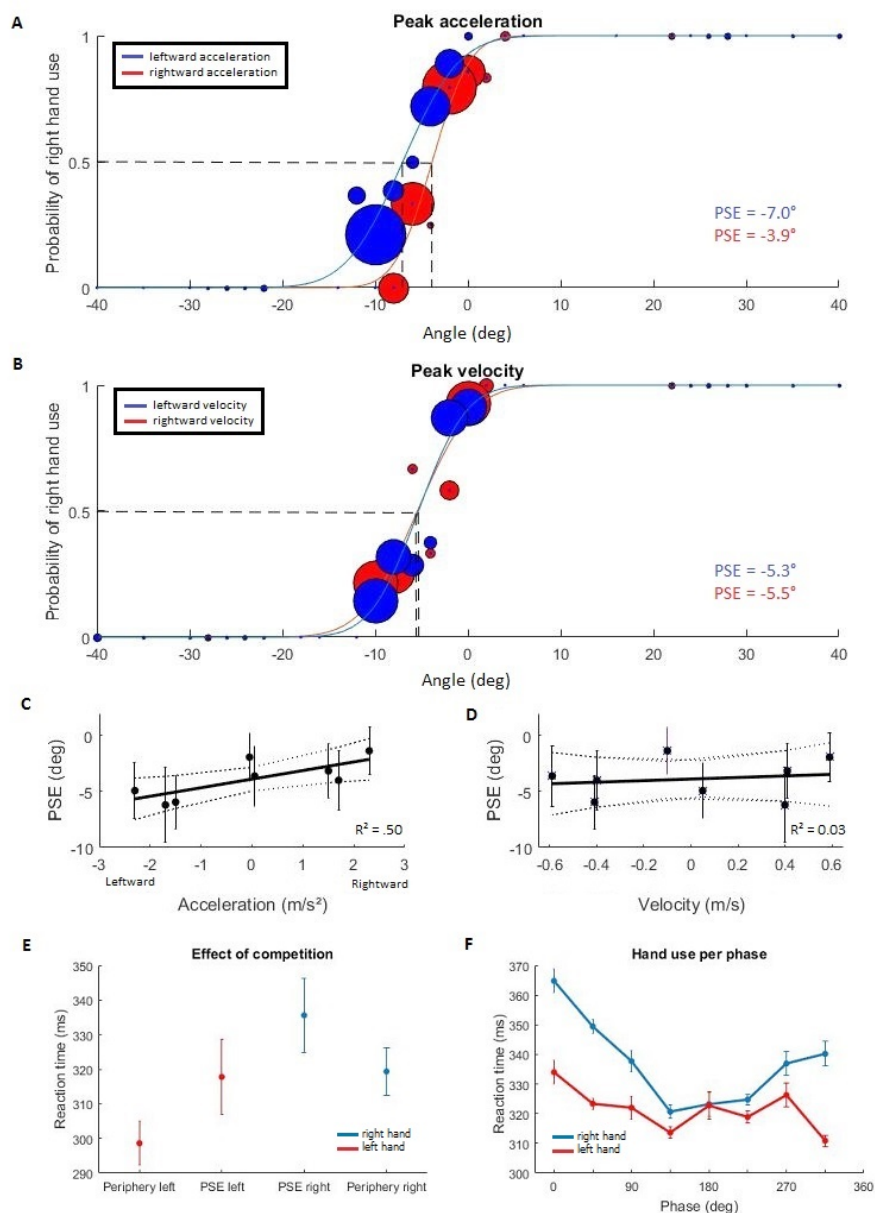 A
Peak acceleration
leftward acceleration
rightward acceleration
Probability of right hand use
1
0.5
0
PSE = -7.0°
PSE = -3.9°
-40 -30 -20 -10 0 10 20 30 40
Angle (deg)
B
Peak velocity
leftward velocity
rightward velocity
Probability of right hand use
1
0.5
0
PSE = -5.3°
PSE = -5.5°
-40 -30 -20 -10 0 10 20 30 40
Angle (deg)
C
PSE (deg)
0
-5
-10
R² = .50
-3 -2 -1 0 1 2 3
Leftward Rightward
Acceleration (m/s²)
D
PSE (deg)
0
-5
-10
R² = 0.03
-0.6 -0.4 -0.2 0 0.2 0.4 0.6
Velocity (m/s)
E
Effect of competition
Reaction time (ms)
350
340
330
320
310
300
290
right hand
left hand
Periphery left PSE left PSE right Periphery right
F
Hand use per phase
Reaction time (ms)
370
360
350
340
330
320
310
300
right hand
left hand
0 90 180 270 360
Phase (deg)